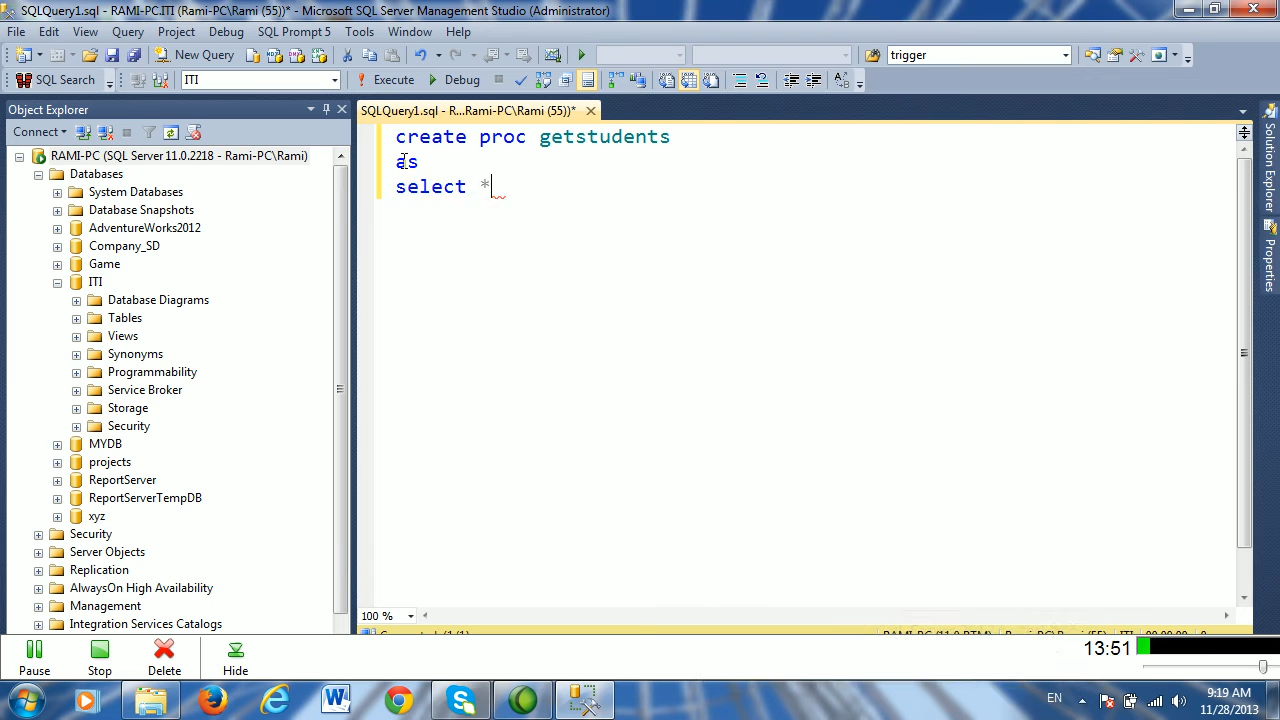 SQLQuery1.sql - RAMI-PC.ITI (Rami-PC\Rami (55))* - Microsoft SQL Server Management Studio (Administrator)
File Edit View Query Project Debug SQL Prompt 5 Tools Window Help
New Query trigger
SQL Search ITI Execute Debug
Object Explorer
SQLQuery1.sql - R...Rami-PC\Rami (55))*
Connect
create proc getstudents
as
select *
RAMI-PC (SQL Server 11.0.2218 - Rami-PC\Rami)
Databases
System Databases
Database Snapshots
AdventureWorks2012
Company_SD
Game
ITI
Database Diagrams
Tables
Views
Synonyms
Programmability
Service Broker
Storage
Security
MYDB
projects
ReportServer
ReportServerTempDB
xyz
Security
Server Objects
Replication
AlwaysOn High Availability
Management
Integration Services Catalogs
Solution Explorer
Properties
100 %
Pause Stop Delete Hide
13:51
EN
9:19 AM
11/28/2013